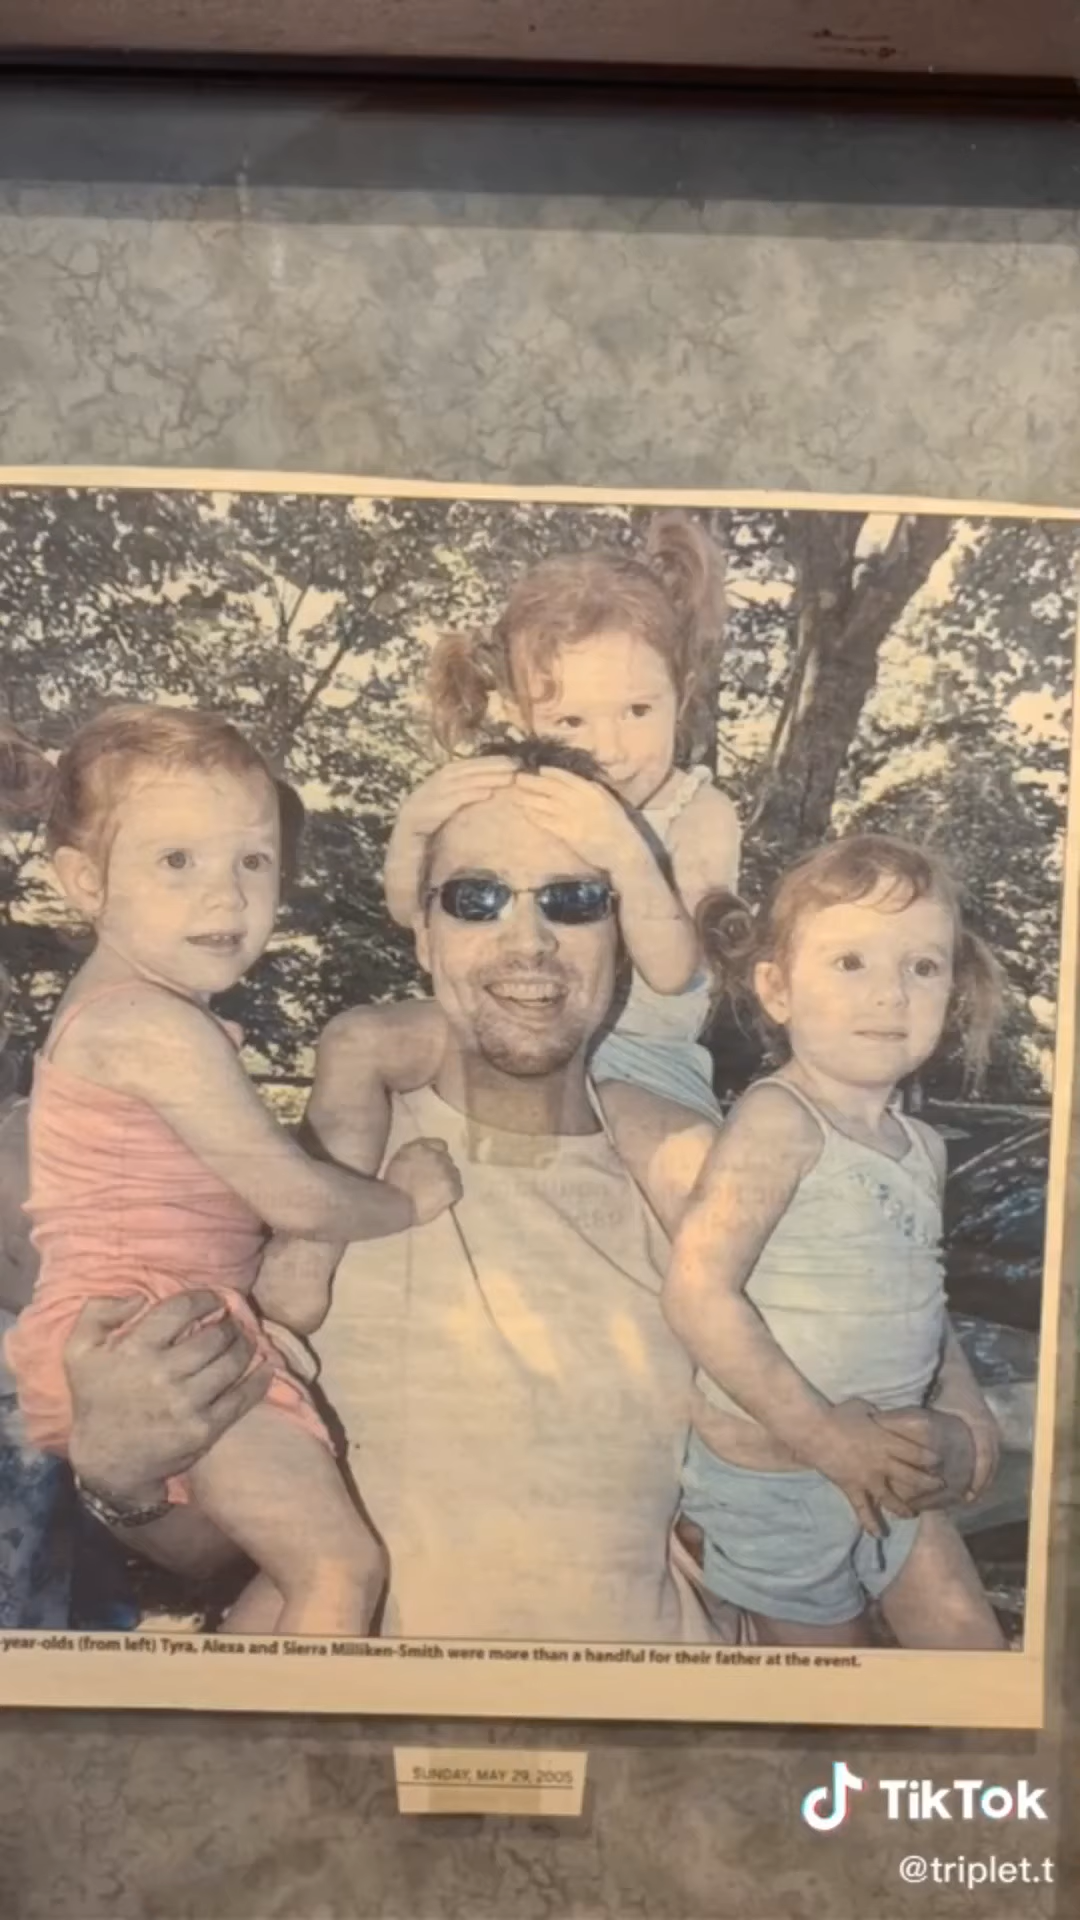 -year-olds (from left) Tyra, Alexa and Sierra Milliken-Smith were more than a handful for their father at the event.
SUNDAY, MAY 29, 2005
TikTok
@triplet.t